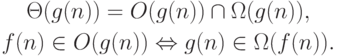 Θ(g(n)) = O(g(n)) ∩ Ω(g(n)),
f(n) ∈ O(g(n)) ⇔ g(n) ∈ Ω(f(n)).